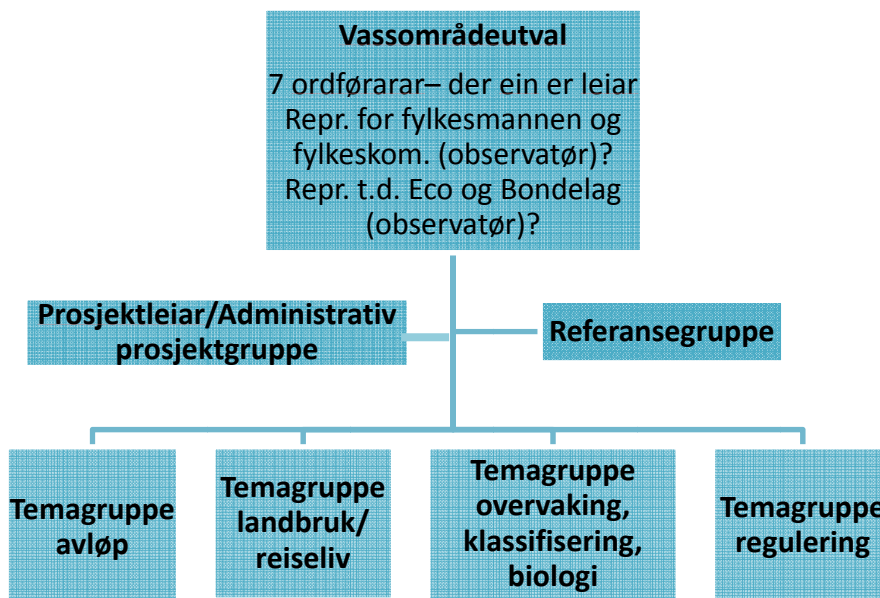 Vassområdeutval
7 ordførarar– der ein er leiar
Repr. for fylkesmannen og
fylkeskom. (observatør)?
Repr. t.d. Eco og Bondelag
(observatør)?
Prosjektleiar/Administrativ
prosjektgruppe
Referansegruppe
Temagruppe
avløp
Temagruppe
landbruk/
reiseliv
Temagruppe
overvaking,
klassifisering,
biologi
Temagruppe
regulering